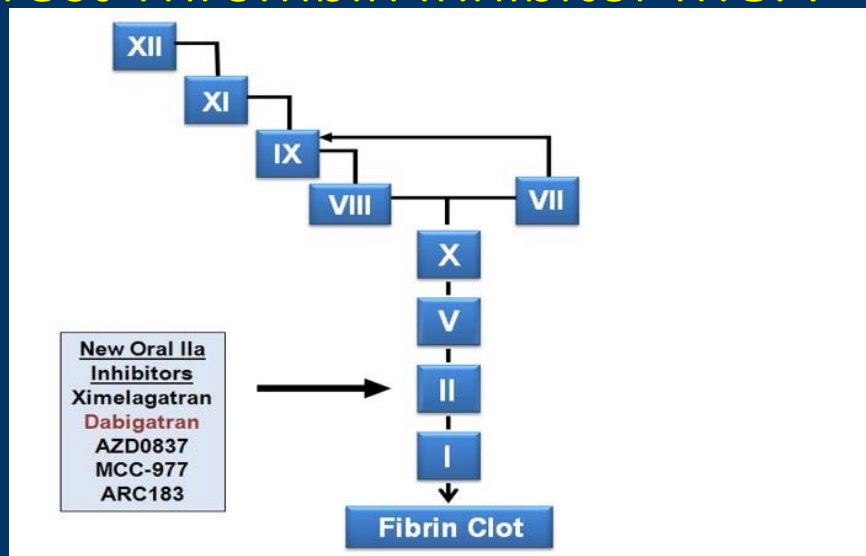 XII
XI
IX
VIII
VII
X
V
New Oral IIa
Inhibitors
Ximelagatran
Dabigatran
AZD0837
MCC-977
ARC183
II
I
Fibrin Clot